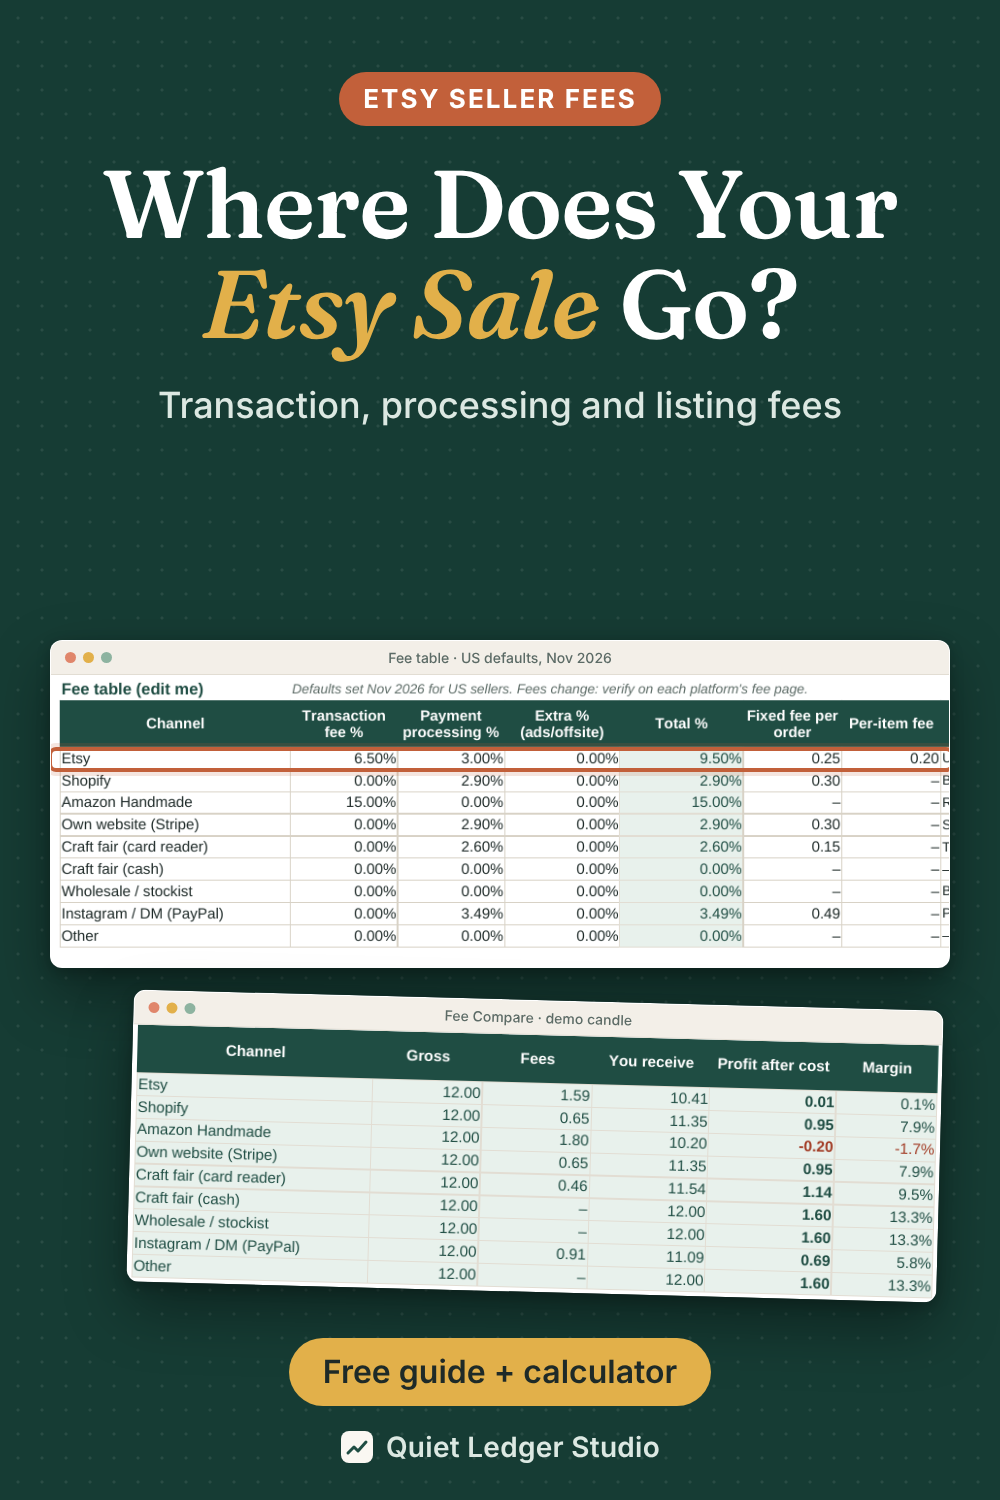 ETSY SELLER FEES
Where Does Your
Etsy Sale Go?
Transaction, processing and listing fees
Fee table · US defaults, Nov 2026
Fee table (edit me) Defaults set Nov 2026 for US sellers. Fees change: verify on each platform's fee page.
Channel Transaction fee % Payment processing % Extra % (ads/offsite) Total % Fixed fee per order Per-item fee
Etsy 6.50% 3.00% 0.00% 9.50% 0.25 0.20
Shopify 0.00% 2.90% 0.00% 2.90% 0.30 – B
Amazon Handmade 15.00% 0.00% 0.00% 15.00% – – R
Own website (Stripe) 0.00% 2.90% 0.00% 2.90% 0.30 – S
Craft fair (card reader) 0.00% 2.60% 0.00% 2.60% 0.15 – T
Craft fair (cash) 0.00% 0.00% 0.00% 0.00% – – –
Wholesale / stockist 0.00% 0.00% 0.00% 0.00% – – B
Instagram / DM (PayPal) 0.00% 3.49% 0.00% 3.49% 0.49 – P
Other 0.00% 0.00% 0.00% 0.00% – – –
Fee Compare · demo candle
Channel Gross Fees You receive Profit after cost Margin
Etsy 12.00 1.59 10.41 0.01 0.1%
Shopify 12.00 0.65 11.35 0.95 7.9%
Amazon Handmade 12.00 1.80 10.20 -0.20 -1.7%
Own website (Stripe) 12.00 0.65 11.35 0.95 7.9%
Craft fair (card reader) 12.00 0.46 11.54 1.14 9.5%
Craft fair (cash) 12.00 – 12.00 1.60 13.3%
Wholesale / stockist 12.00 – 12.00 1.60 13.3%
Instagram / DM (PayPal) 12.00 0.91 11.09 0.69 5.8%
Other 12.00 – 12.00 1.60 13.3%
Free guide + calculator
Quiet Ledger Studio